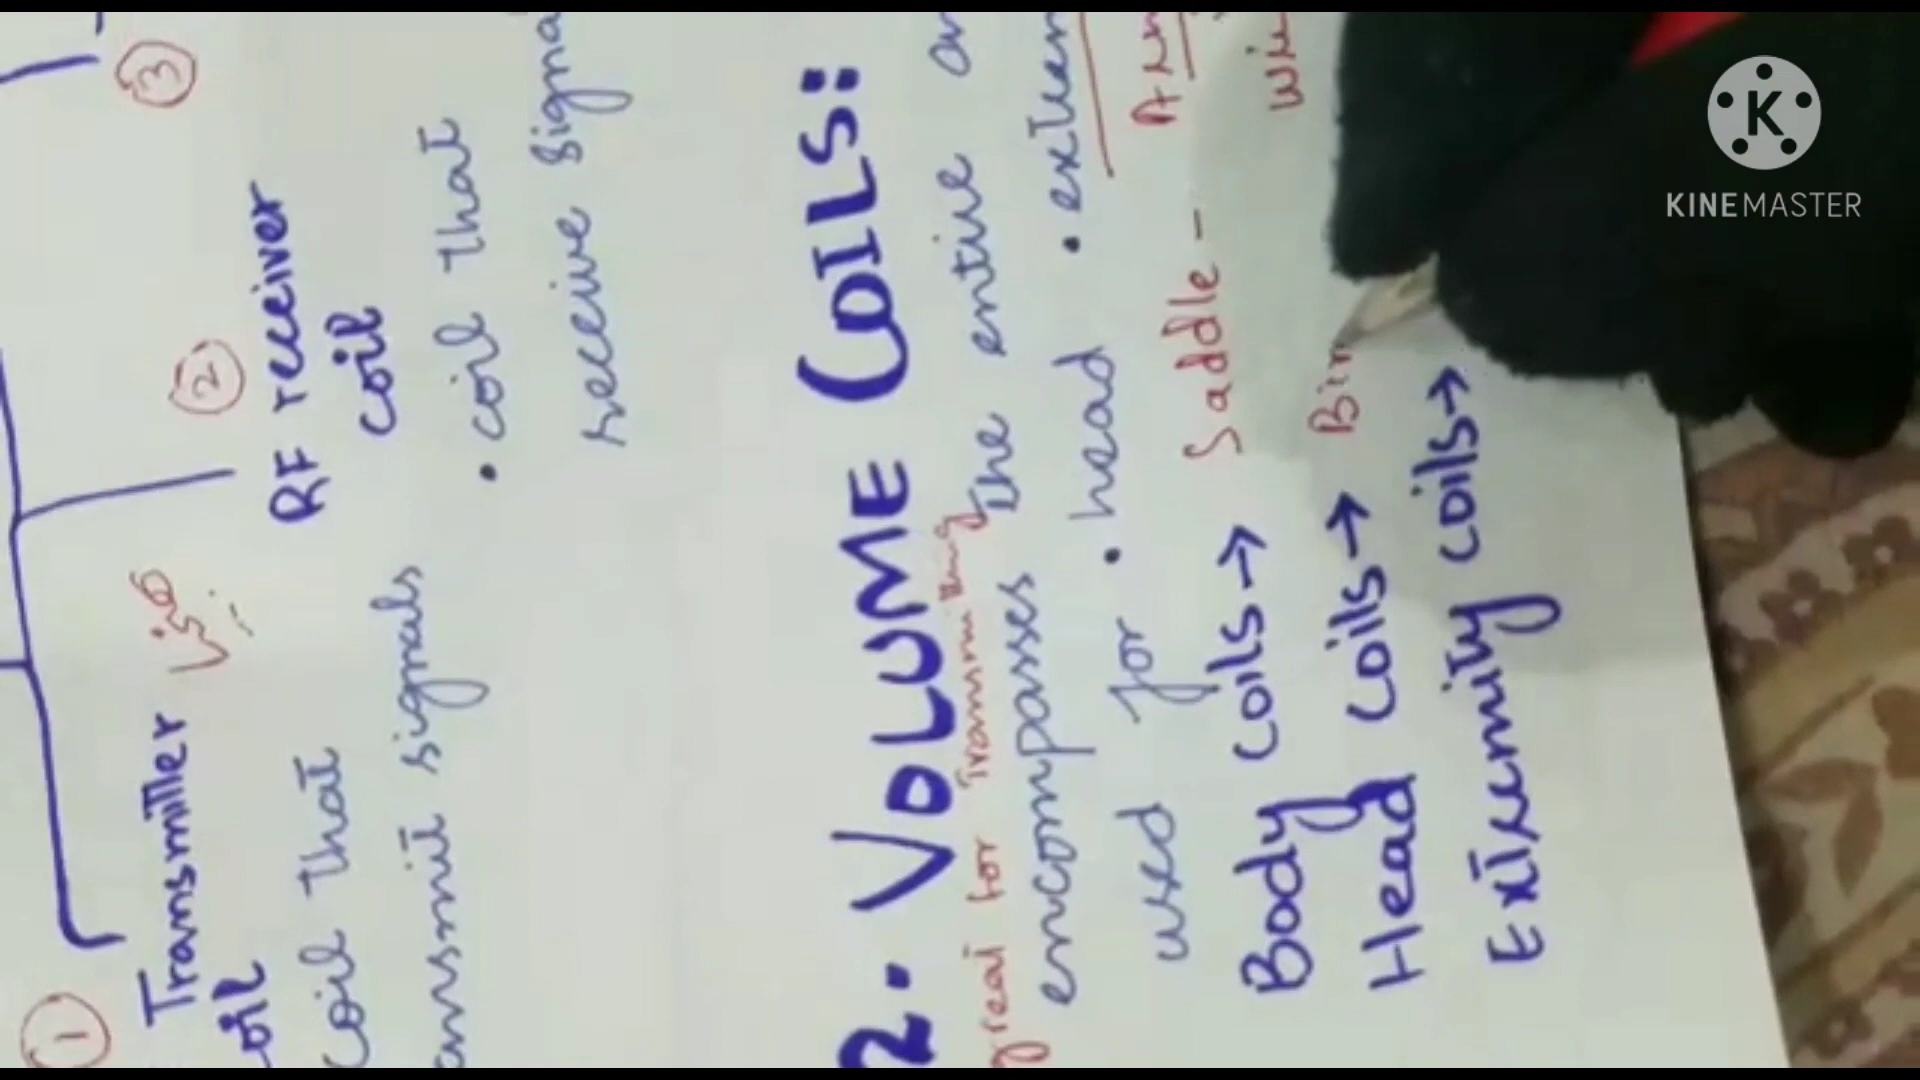 ①
Transmitter
coil
coil that
transmit signals
②
RF receiver
coil
• coil that
receive signa
③
2. VOLUME COILS:
great for transmitting
encompasses the entire an
used for • head • extrem
Body coils → Saddle -
Head coils → Bir
Extremity coils →
K
KINEMASTER